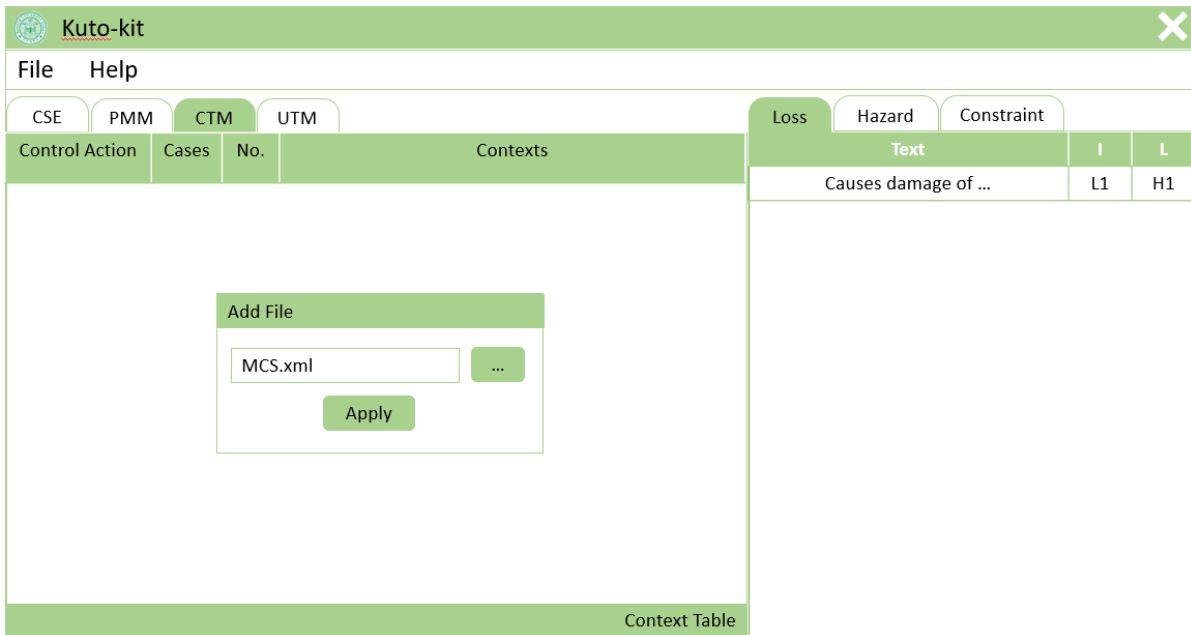 Kuto-kit
File Help
CSE PMM CTM UTM
Control Action Cases No. Contexts
Add File
MCS.xml ...
Apply
Context Table
Loss Hazard Constraint
Text I L
Causes damage of ... L1 H1